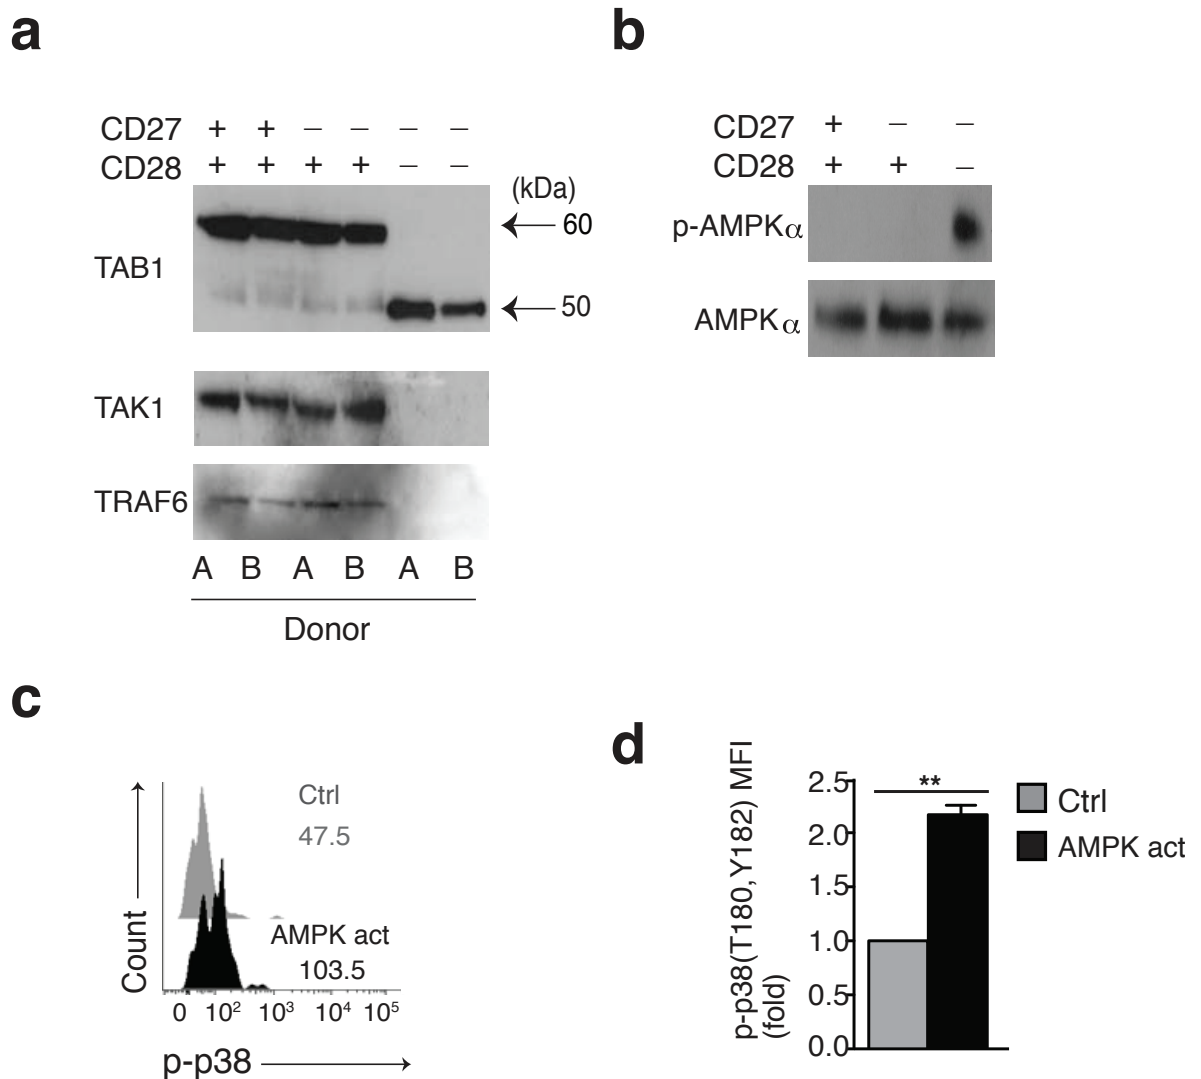 a
CD27 + + – – – –
CD28 + + + + – –
(kDa)
60
TAB1
50
TAK1
TRAF6
A B A B A B
Donor
b
CD27 + – –
CD28 + + –
p-AMPKα
AMPKα
c
Ctrl
47.5
AMPK act
103.5
Count
0 10² 10³ 10⁴ 10⁵
p-p38
d
p-p38(T180,Y182) MFI
(fold)
2.5
2.0
1.5
1.0
0.5
0.0
**
Ctrl
AMPK act